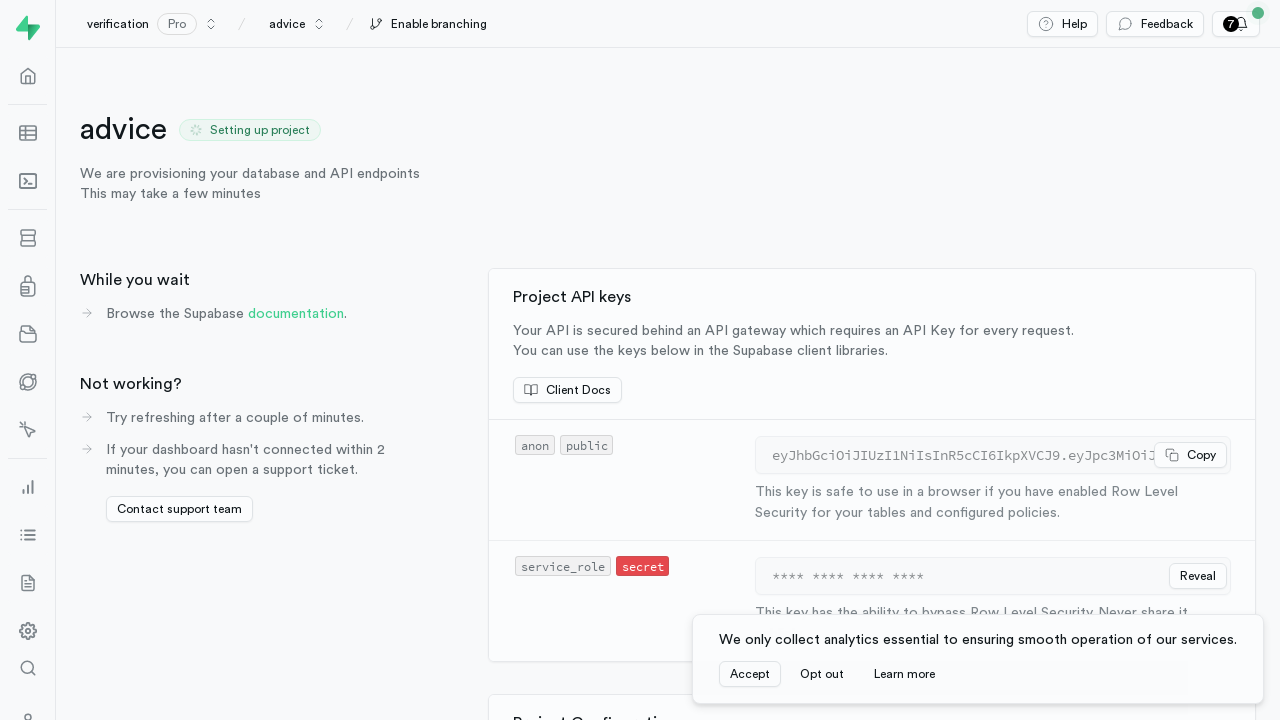 verification Pro / advice / Enable branching Help Feedback 7
advice Setting up project
We are provisioning your database and API endpoints
This may take a few minutes
While you wait
Browse the Supabase documentation.
Not working?
Try refreshing after a couple of minutes.
If your dashboard hasn't connected within 2
minutes, you can open a support ticket.
Contact support team
Project API keys
Your API is secured behind an API gateway which requires an API Key for every request.
You can use the keys below in the Supabase client libraries.
Client Docs
anon public
eyJhbGciOiJIUzI1NiIsInR5cCI6IkpXVCJ9.eyJpc3MiOiJ Copy
This key is safe to use in a browser if you have enabled Row Level
Security for your tables and configured policies.
service_role secret
**** **** **** **** Reveal
This key has the ability to bypass Row Level Security. Never share it
We only collect analytics essential to ensuring smooth operation of our services.
Accept Opt out Learn more